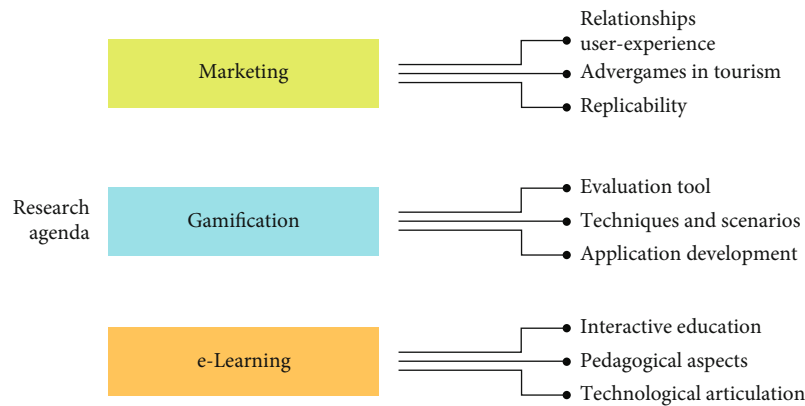 Research
agenda
Marketing
Relationships
user-experience
Advergames in tourism
Replicability
Gamification
Evaluation tool
Techniques and scenarios
Application development
e-Learning
Interactive education
Pedagogical aspects
Technological articulation